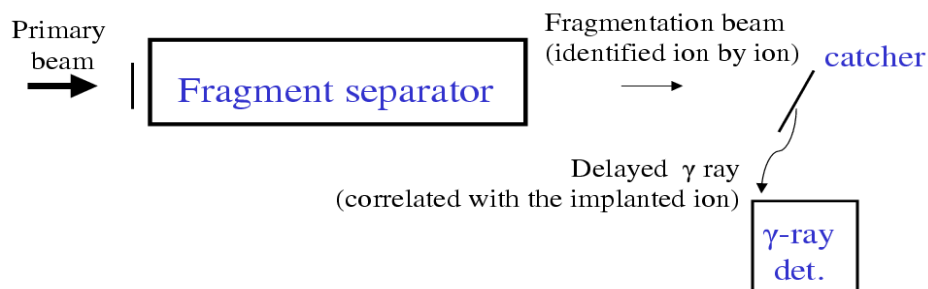 Primary
beam
Fragment separator
Fragmentation beam
(identified ion by ion)
catcher
Delayed γ ray
(correlated with the implanted ion)
γ-ray
det.